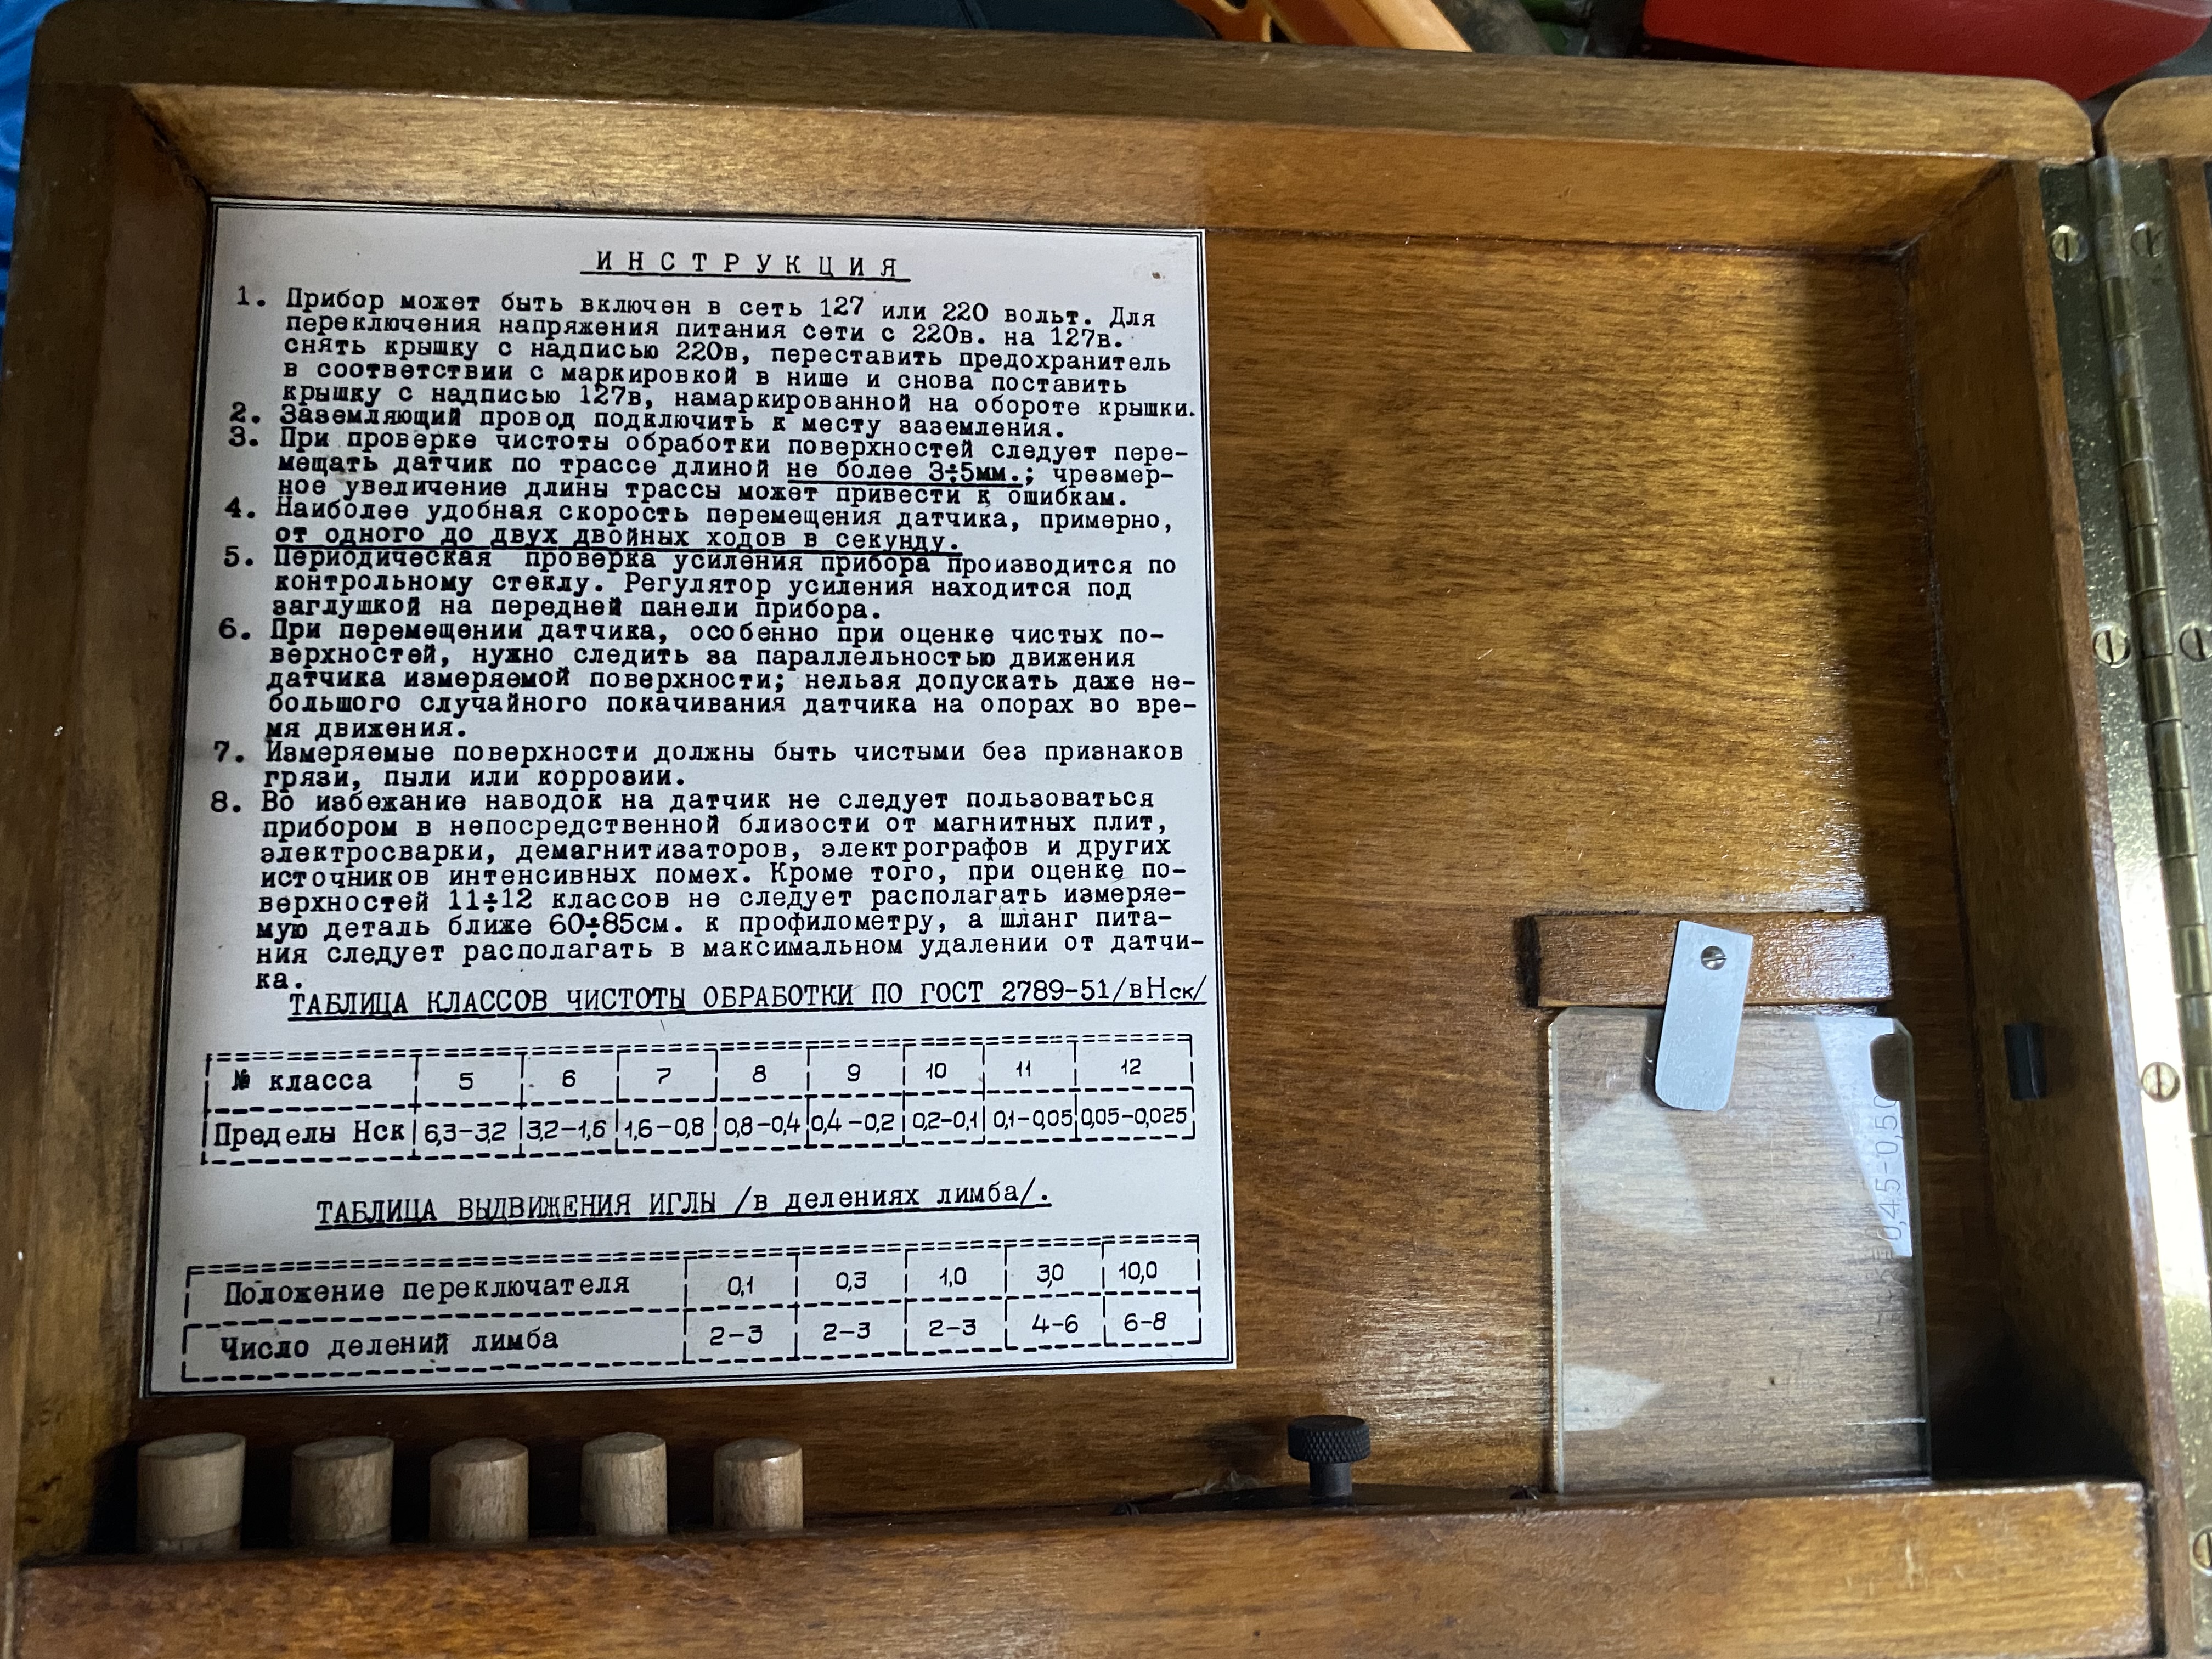 ИНСТРУКЦИЯ
1. Прибор может быть включен в сеть 127 или 220 вольт. Для
переключения напряжения питания сети с 220в. на 127в.
снять крышку с надписью 220в, переставить предохранитель
в соответствии с маркировкой в нише и снова поставить
крышку с надписью 127в, намаркированной на обороте крышки.
2. Заземляющий провод подключить к месту заземления.
3. При проверке чистоты обработки поверхностей следует пере-
мещать датчик по трассе длиной не более 3÷5мм.; чрезмер-
ное увеличение длины трассы может привести к ошибкам.
4. Наиболее удобная скорость перемещения датчика, примерно,
от одного до двух двойных ходов в секунду.
5. Периодическая проверка усиления прибора производится по
контрольному стеклу. Регулятор усиления находится под
заглушкой на передней панели прибора.
6. При перемещении датчика, особенно при оценке чистых по-
верхностей, нужно следить за параллельностью движения
датчика измеряемой поверхности; нельзя допускать даже не-
большого случайного покачивания датчика на опорах во вре-
мя движения.
7. Измеряемые поверхности должны быть чистыми без признаков
грязи, пыли или коррозии.
8. Во избежание наводок на датчик не следует пользоваться
прибором в непосредственной близости от магнитных плит,
электросварки, демагнитизаторов, электрографов и других
источников интенсивных помех. Кроме того, при оценке по-
верхностей 11÷12 классов не следует располагать измеряе-
мую деталь ближе 60÷85см. к профилометру, а шланг пита-
ния следует располагать в максимальном удалении от датчи-
ка.
ТАБЛИЦА КЛАССОВ ЧИСТОТЫ ОБРАБОТКИ ПО ГОСТ 2789-51/вНск/
№ класса 5 6 7 8 9 10 11 12
Пределы Нск 6,3-3,2 3,2-1,6 1,6-0,8 0,8-0,4 0,4-0,2 0,2-0,1 0,1-0,05 0,05-0,025
ТАБЛИЦА ВЫДВИЖЕНИЯ ИГЛЫ /в делениях лимба/.
Положение переключателя 0,1 0,3 1,0 3,0 10,0
Число делений лимба 2-3 2-3 2-3 4-6 6-8
0,45-0,50